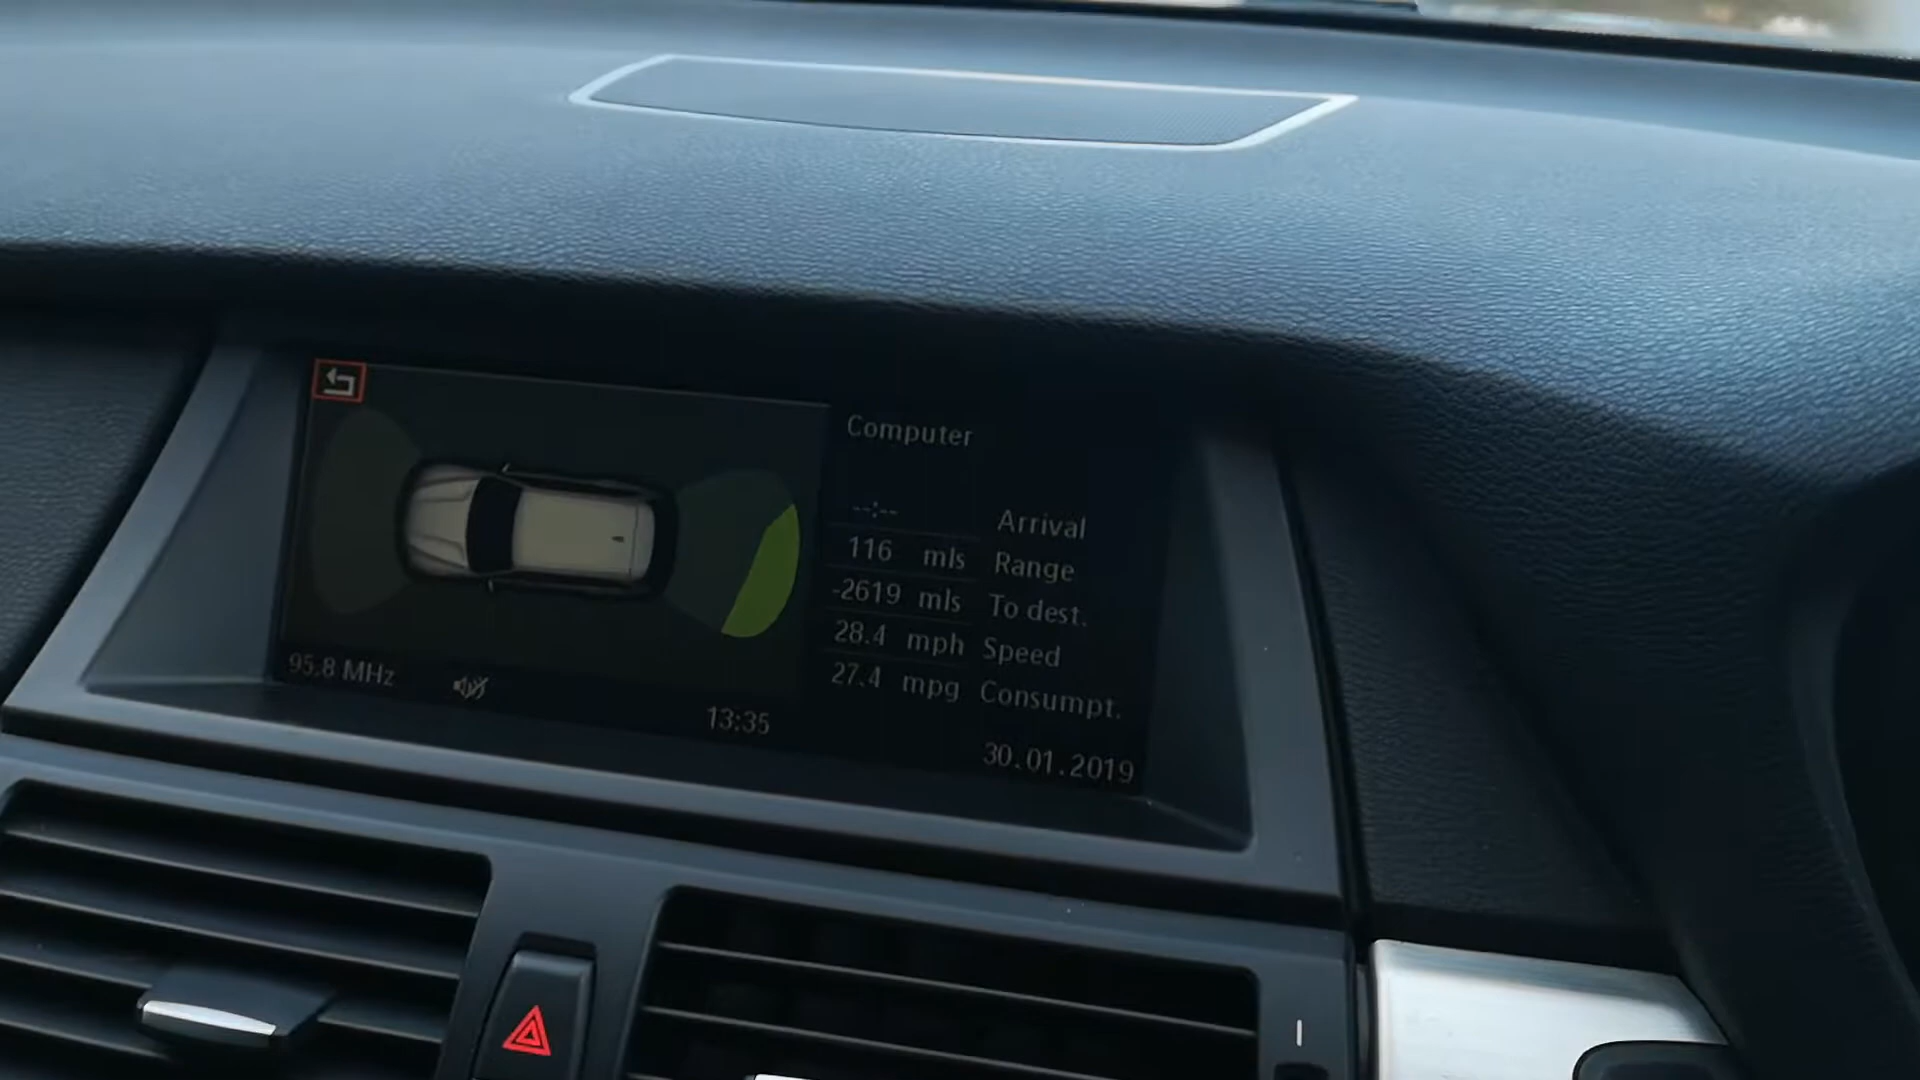 Computer
--:-- Arrival
116 mls Range
-2619 mls To dest.
28.4 mph Speed
27.4 mpg Consumpt.
95.8 MHz
13:35
30.01.2019